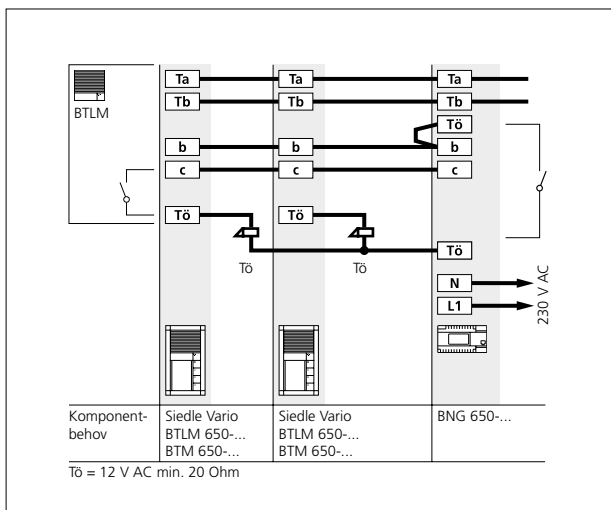 Ta Ta Ta
Tb Tb Tb
BTLM
Tö
b b b
c c c
Tö Tö
Tö Tö
Tö
N
L1
230 V AC
Komponent-
behov
Siedle Vario
BTLM 650-...
BTM 650-...
Siedle Vario
BTLM 650-...
BTM 650-...
BNG 650-...
Tö = 12 V AC min. 20 Ohm